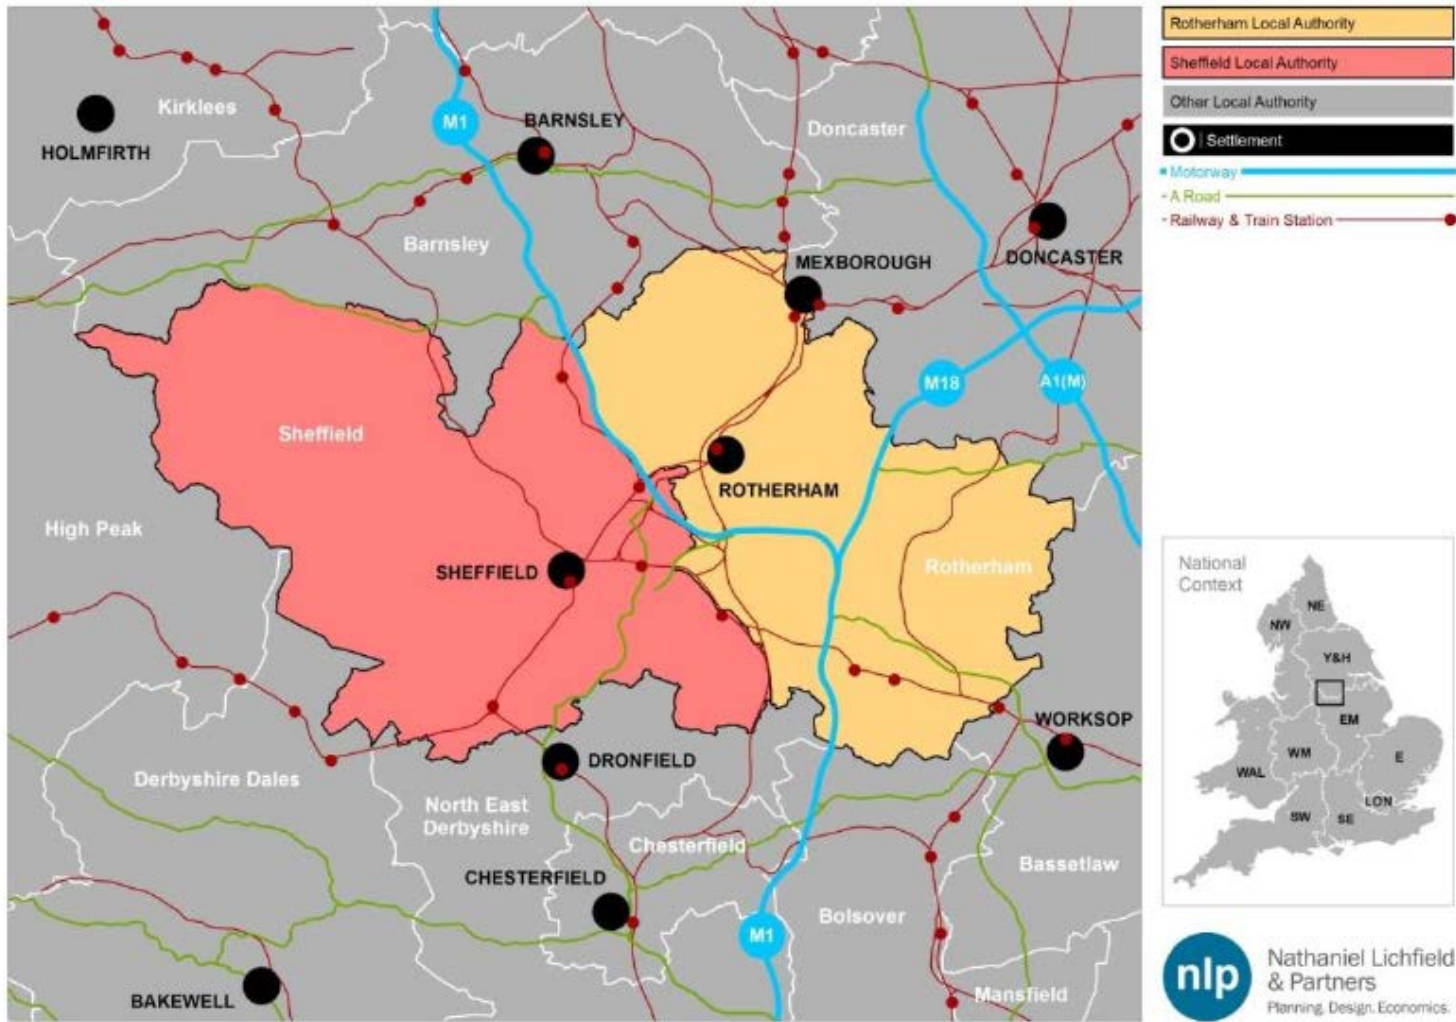 Kirklees
M1
BARNSLEY
Doncaster
HOLMFIRTH
Barnsley
MEXBOROUGH
DONCASTER
M18
A1(M)
Sheffield
ROTHERHAM
High Peak
SHEFFIELD
Rotherham
WORKSOP
DRONFIELD
Derbyshire Dales
North East
Derbyshire
Chesterfield
Bassetlaw
CHESTERFIELD
Bolsover
M1
BAKEWELL
Mansfield
Rotherham Local Authority
Sheffield Local Authority
Other Local Authority
Settlement
Motorway
A Road
Railway & Train Station
National
Context
NE
NW
Y&H
EM
WM
E
WAL
LON
SW
SE
nlp
Nathaniel Lichfield
& Partners
Planning. Design. Economics.